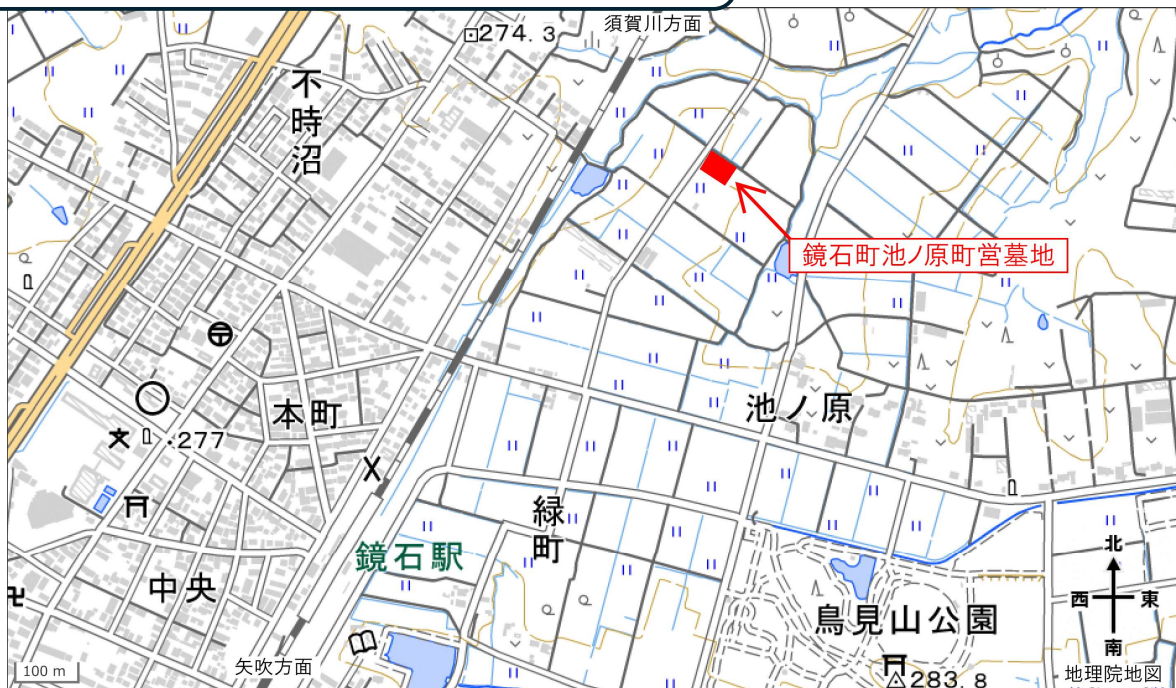 須賀川方面
274.3
不時沼
鏡石町池ノ原町営墓地
池ノ原
本町
277
緑町
鏡石駅
中央
鳥見山公園
北
西
東
南
100 m
矢吹方面
283.8
地理院地図